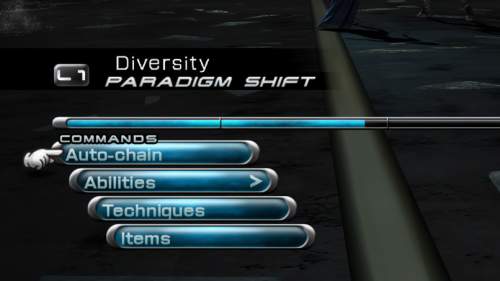 Diversity
L1 PARADIGM SHIFT
COMMANDS
Auto-chain
Abilities
Techniques
Items